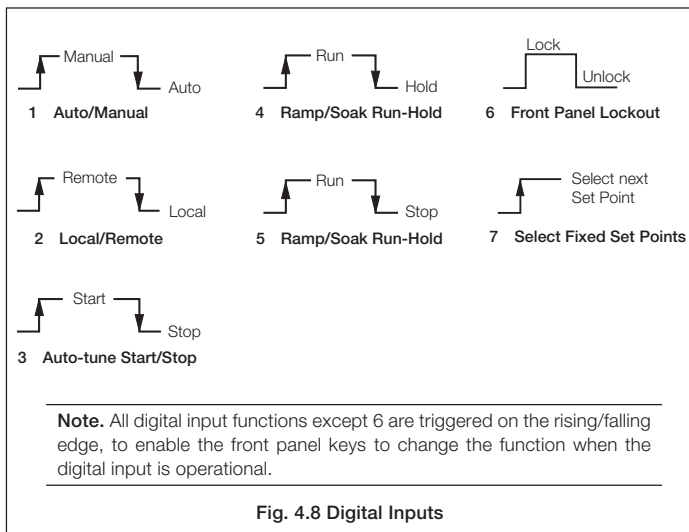 Manual
Auto
1 Auto/Manual
Run
Hold
4 Ramp/Soak Run-Hold
Lock
Unlock
6 Front Panel Lockout
Remote
Local
2 Local/Remote
Run
Stop
5 Ramp/Soak Run-Hold
Select next
Set Point
7 Select Fixed Set Points
Start
Stop
3 Auto-tune Start/Stop
Note. All digital input functions except 6 are triggered on the rising/falling
edge, to enable the front panel keys to change the function when the
digital input is operational.
Fig. 4.8 Digital Inputs